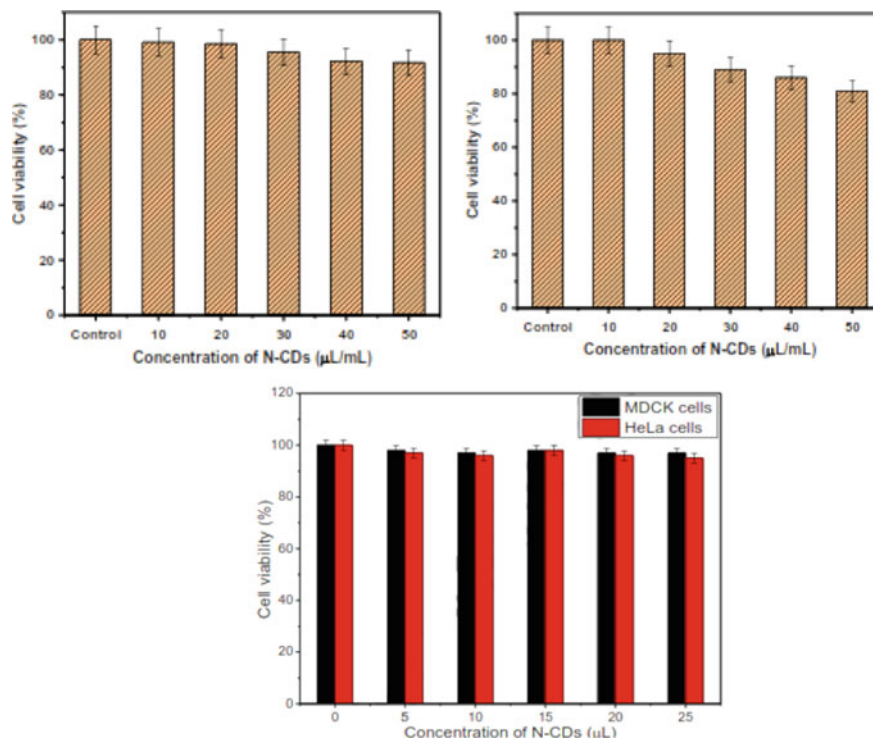 Cell viability (%)
100
80
60
40
20
0
Control 10 20 30 40 50
Concentration of N-CDs (µL/mL)
Cell viability (%)
100
80
60
40
20
0
Control 10 20 30 40 50
Concentration of N-CDs (µL/mL)
Cell viability (%)
120
100
80
60
40
20
0
MDCK cells
HeLa cells
0 5 10 15 20 25
Concentration of N-CDs (µL)